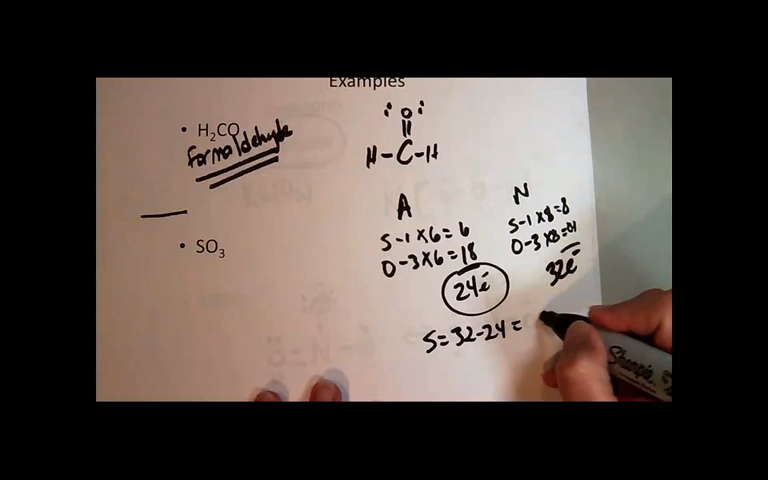 Examples
• H₂CO
formaldehyde
O
H-C-H
• SO₃
A
S-1×6=6
O-3×6=18
24e⁻
N
S-1×8=8
O-3×8=
32e⁻
S=32-24=
Sharpie